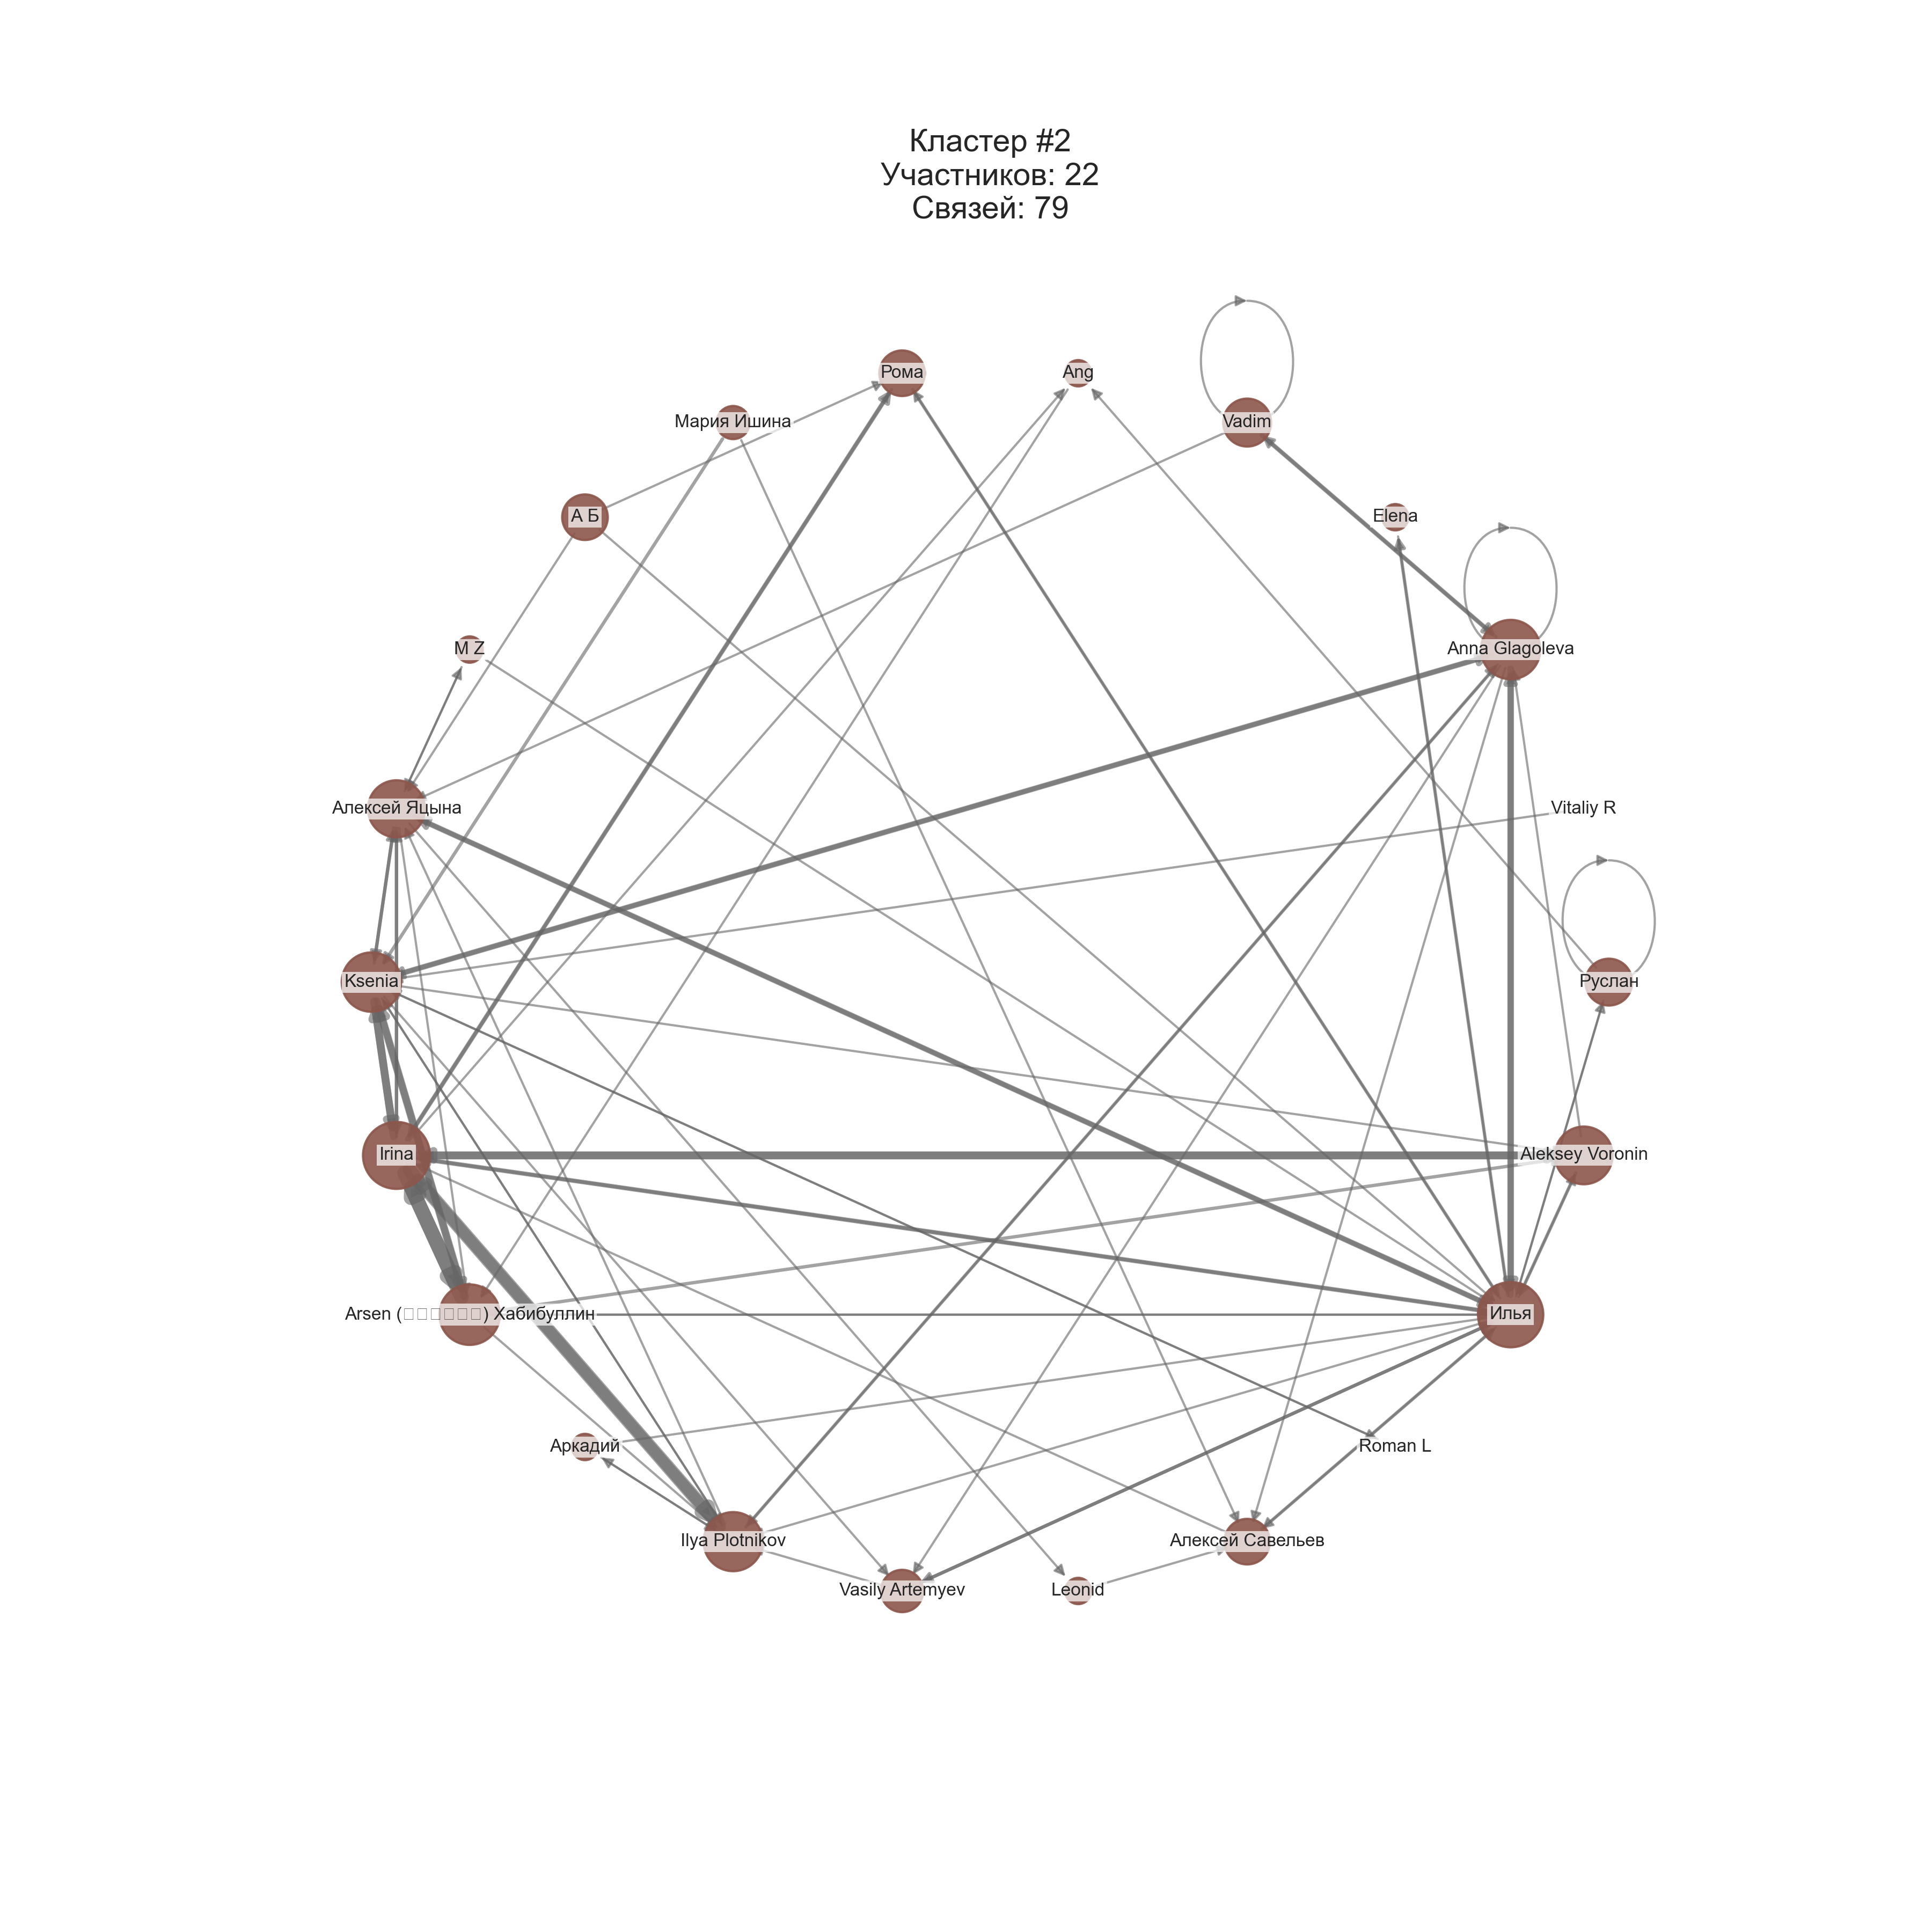 Кластер #2
Участников: 22
Связей: 79
Рома
Ang
Мария Ишина
Vadim
А Б
Elena
M Z
Anna Glagoleva
Алексей Яцына
Vitaliy R
Ksenia
Руслан
Irina
Aleksey Voronin
Arsen (□□□□□□) Хабибуллин
Илья
Аркадий
Roman L
Ilya Plotnikov
Алексей Савельев
Vasily Artemyev
Leonid